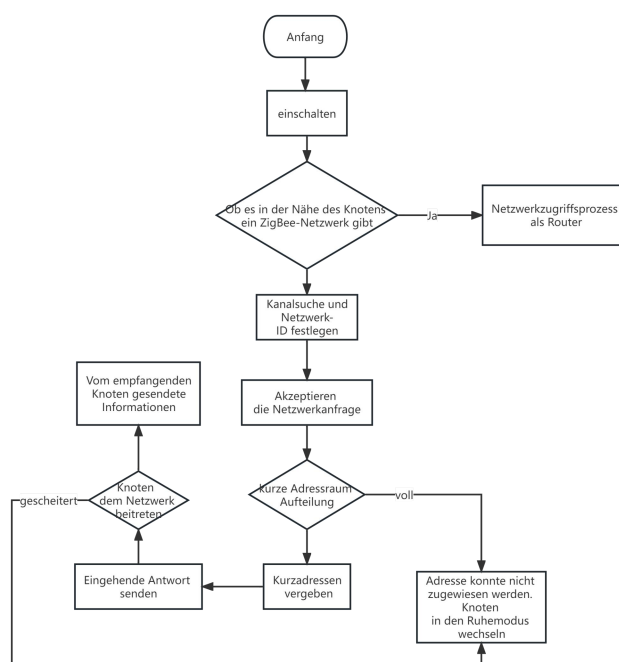 Anfang
einschalten
Ob es in der Nähe des Knotens
ein ZigBee-Netzwerk gibt
Ja
Netzwerkzugriffsprozess
als Router
Kanalsuche und
Netzwerk-
ID festlegen
Vom empfangenden
Knoten gesendete
Informationen
Akzeptieren
die Netzwerkanfrage
gescheitert
Knoten
dem Netzwerk
beitreten
kurze Adressraum
Aufteilung
voll
Eingehende Antwort
senden
Kurzadressen
vergeben
Adresse konnte nicht
zugewiesen werden.
Knoten
in den Ruhemodus
wechseln